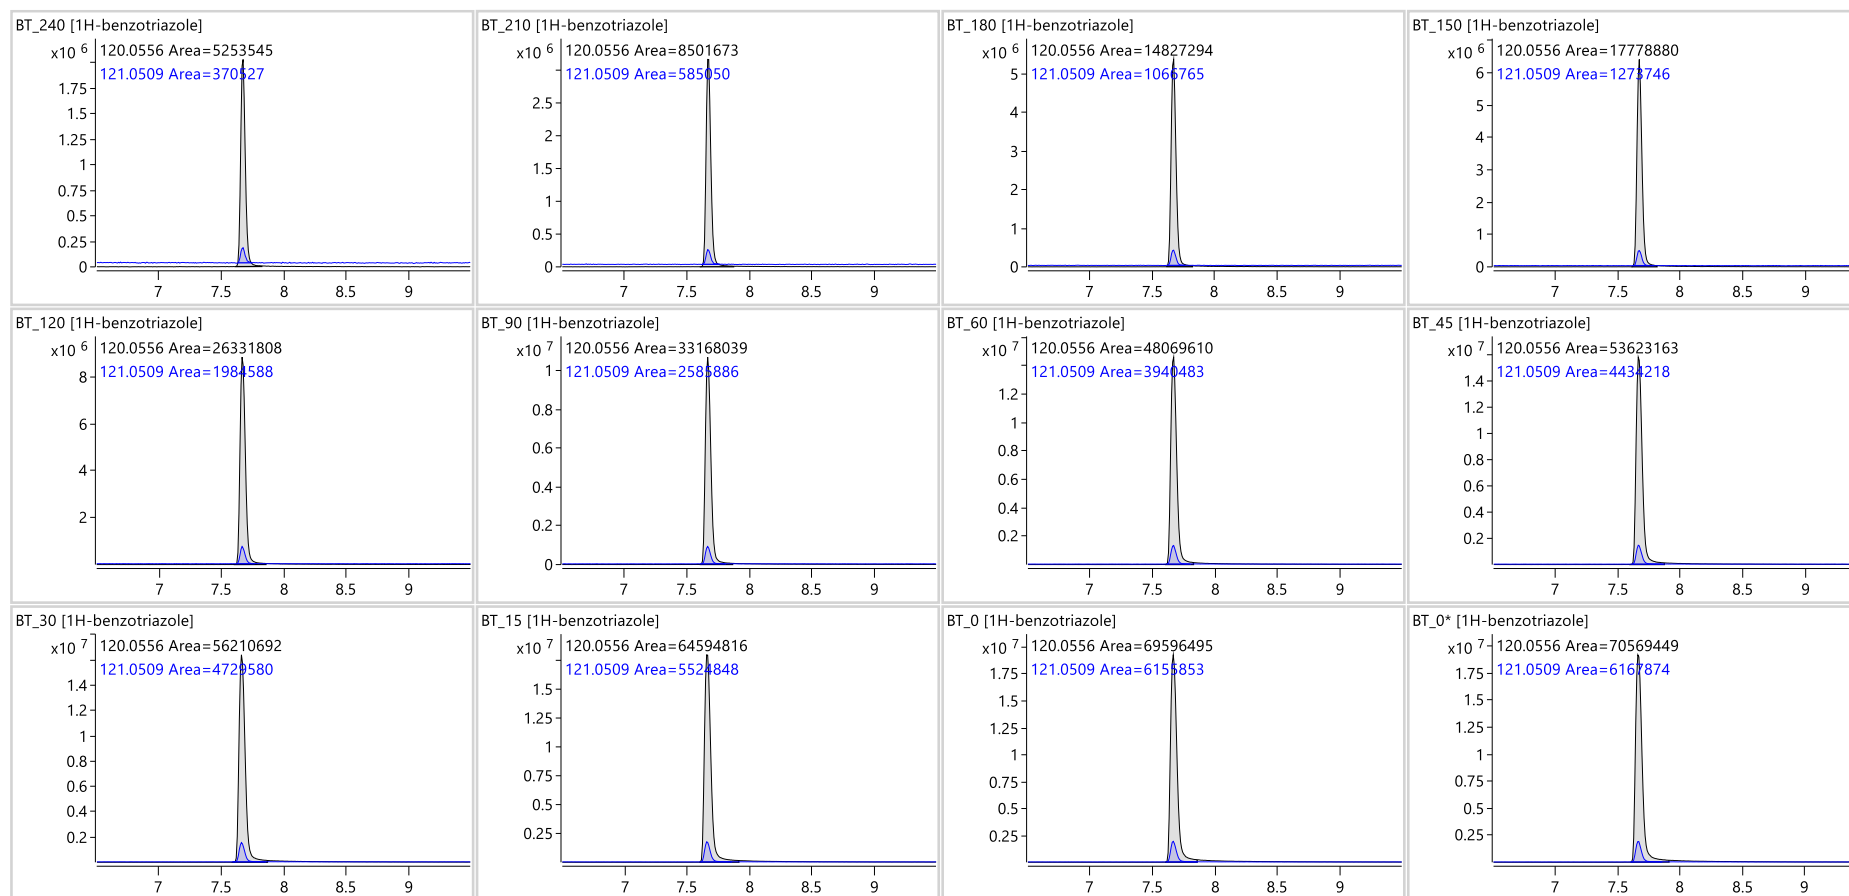 BT_240 [1H-benzotriazole]
x10 6
120.0556 Area=5253545
121.0509 Area=370527
1.75
1.5
1.25
1
0.75
0.5
0.25
0
7 7.5 8 8.5 9
BT_210 [1H-benzotriazole]
x10 6
120.0556 Area=8501673
121.0509 Area=585050
2.5
2
1.5
1
0.5
0
7 7.5 8 8.5 9
BT_180 [1H-benzotriazole]
x10 6
120.0556 Area=14827294
121.0509 Area=1066765
5
4
3
2
1
0
7 7.5 8 8.5 9
BT_150 [1H-benzotriazole]
x10 6
120.0556 Area=17778880
121.0509 Area=1273746
6
5
4
3
2
1
0
7 7.5 8 8.5 9
BT_120 [1H-benzotriazole]
x10 6
120.0556 Area=26331808
121.0509 Area=1984588
8
6
4
2
7 7.5 8 8.5 9
BT_90 [1H-benzotriazole]
x10 7
120.0556 Area=33168039
121.0509 Area=2585886
1
0.8
0.6
0.4
0.2
0
7 7.5 8 8.5 9
BT_60 [1H-benzotriazole]
x10 7
120.0556 Area=48069610
121.0509 Area=3940483
1.2
1
0.8
0.6
0.4
0.2
7 7.5 8 8.5 9
BT_45 [1H-benzotriazole]
x10 7
120.0556 Area=53623163
121.0509 Area=4434218
1.4
1.2
1
0.8
0.6
0.4
0.2
7 7.5 8 8.5 9
BT_30 [1H-benzotriazole]
x10 7
120.0556 Area=56210692
121.0509 Area=4729580
1.4
1.2
1
0.8
0.6
0.4
0.2
7 7.5 8 8.5 9
BT_15 [1H-benzotriazole]
x10 7
120.0556 Area=64594816
121.0509 Area=5524848
1.5
1.25
1
0.75
0.5
0.25
7 7.5 8 8.5 9
BT_0 [1H-benzotriazole]
x10 7
120.0556 Area=69596495
121.0509 Area=6155853
1.75
1.5
1.25
1
0.75
0.5
0.25
7 7.5 8 8.5 9
BT_0* [1H-benzotriazole]
x10 7
120.0556 Area=70569449
121.0509 Area=6167874
1.75
1.5
1.25
1
0.75
0.5
0.25
7 7.5 8 8.5 9